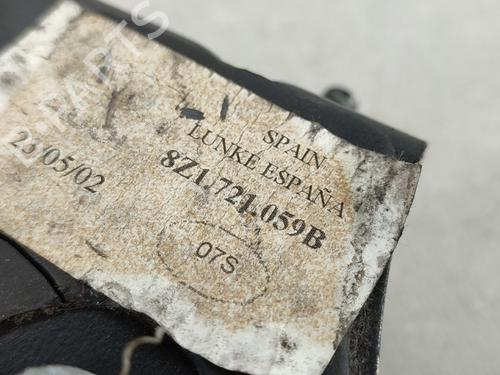 SPAIN
LUNKE ESPAÑA
8Z1.721.059B
23/05/02
07S